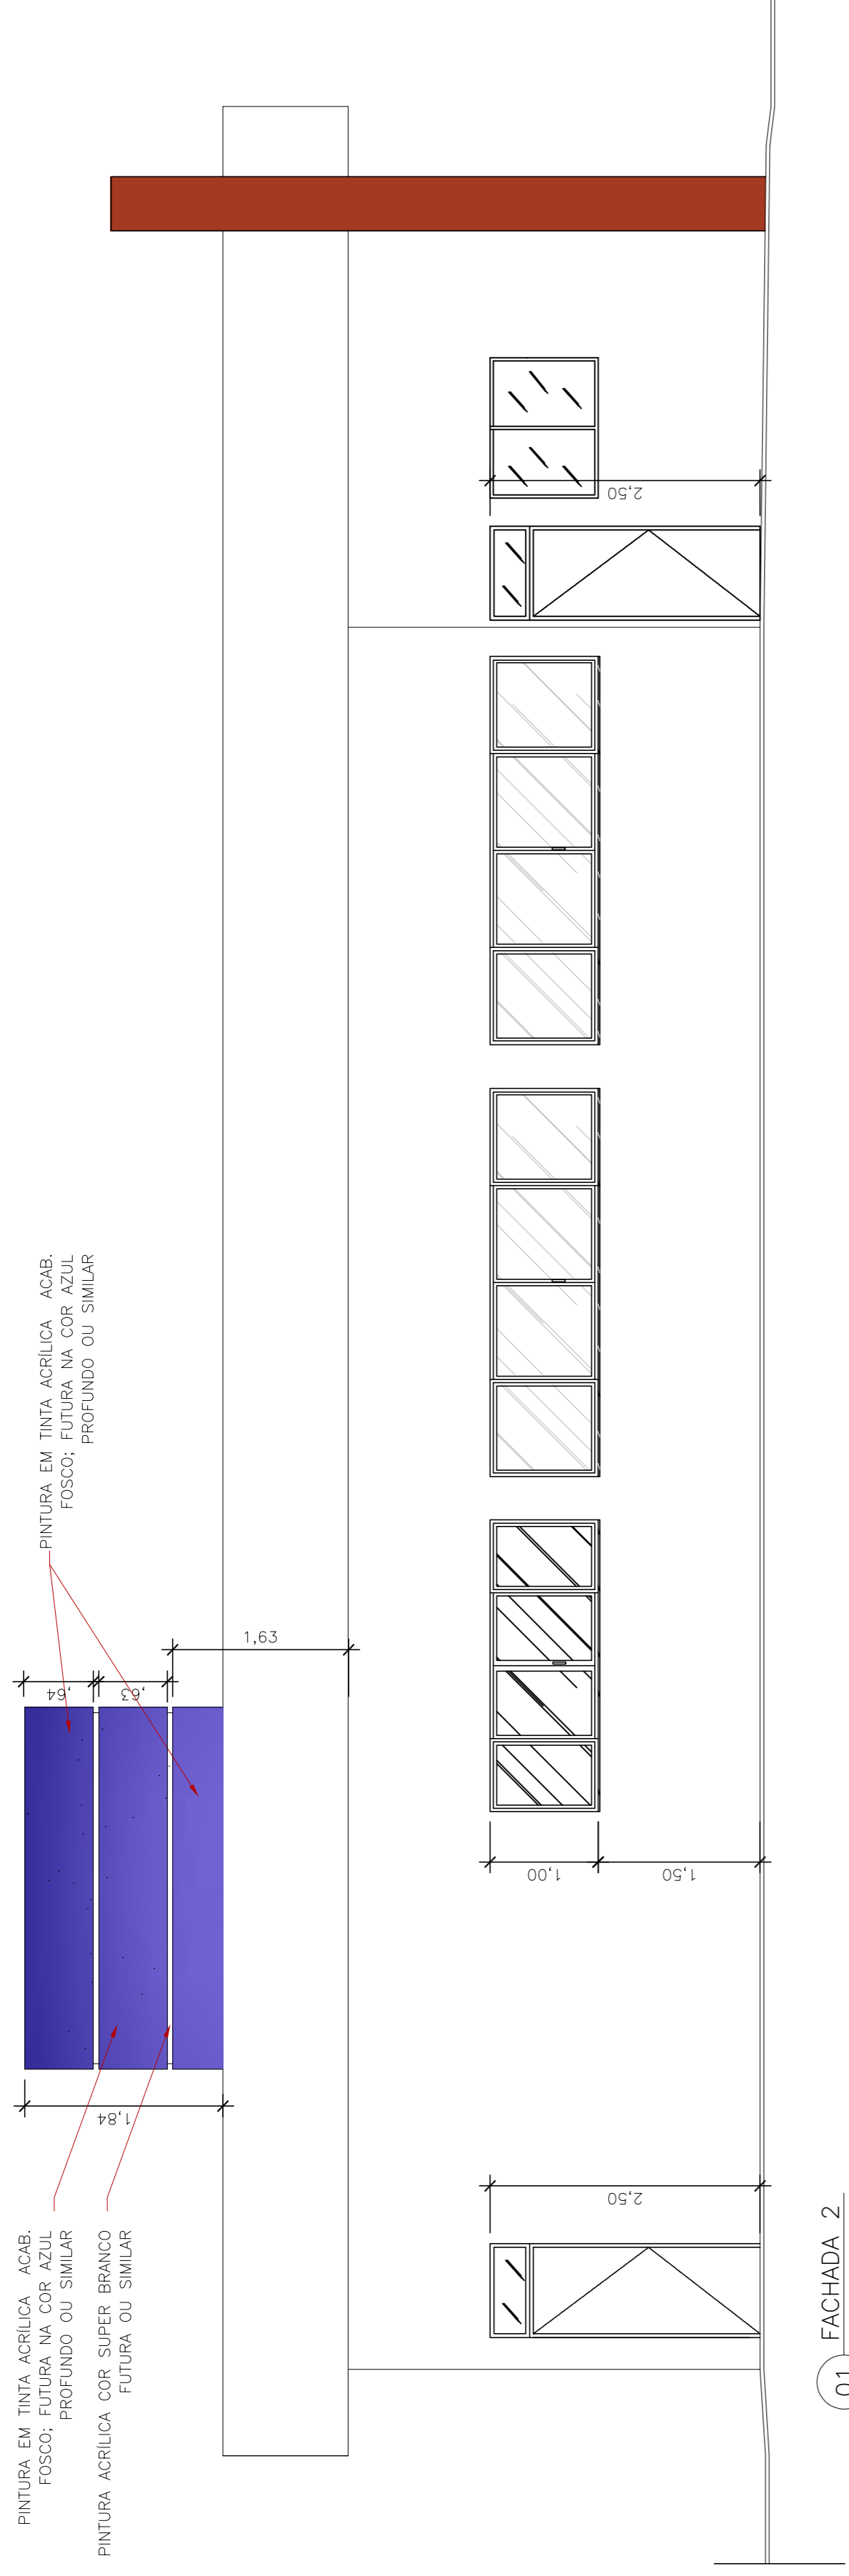 PINTURA EM TINTA ACRÍLICA ACAB.
FOSCO; FUTURA NA COR AZUL
PROFUNDO OU SIMILAR
PINTURA ACRÍLICA COR SUPER BRANCO
FUTURA OU SIMILAR
PINTURA EM TINTA ACRÍLICA ACAB.
FOSCO; FUTURA NA COR AZUL
PROFUNDO OU SIMILAR
1,84
,64
,63
1,63
2,50
1,00
1,50
2,50
01
FACHADA 2